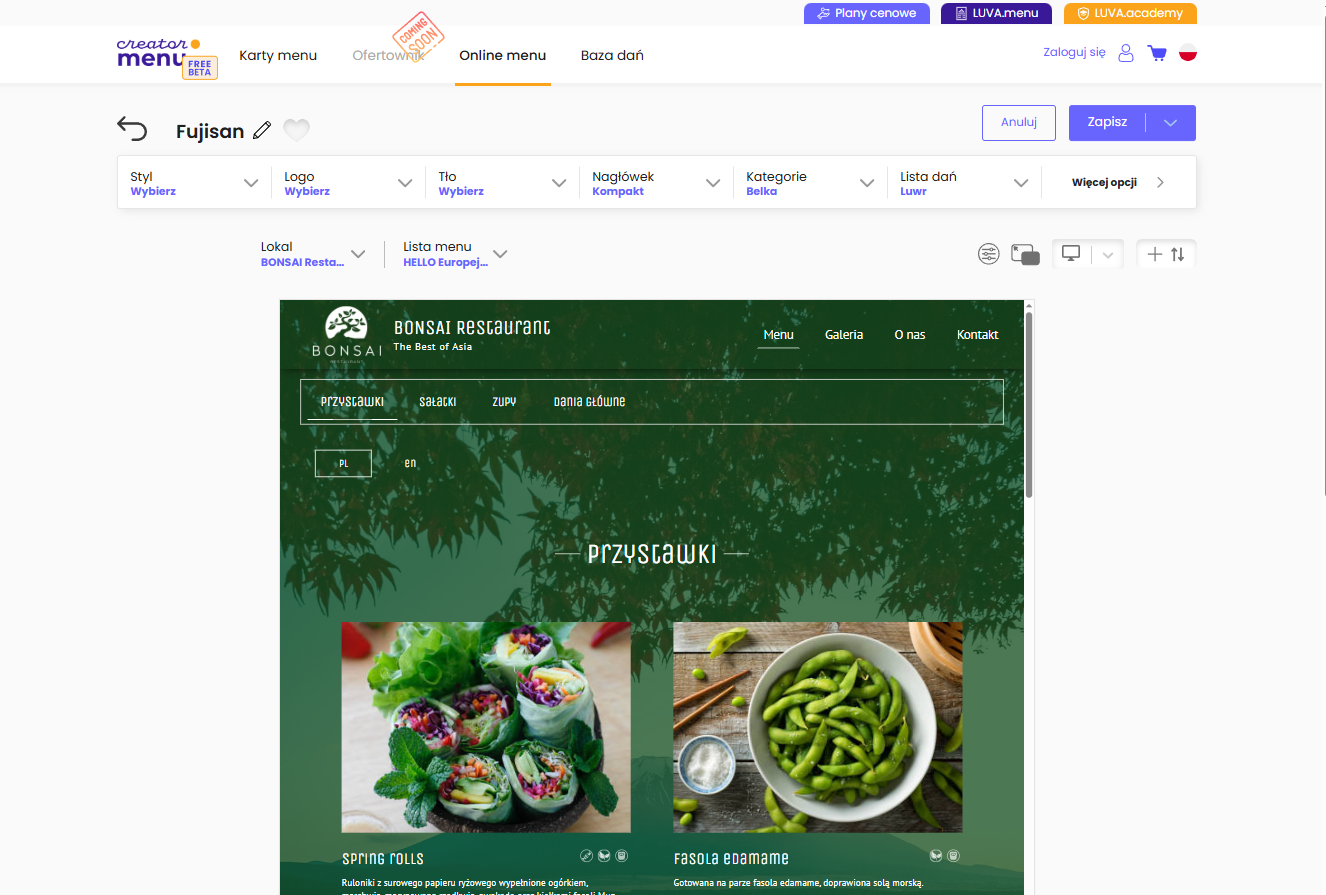 Plany cenowe
LUVA.menu
LUVA.academy
creator
menu
FREE
BETA
Karty menu
Ofertownik
COMING
SOON
Online menu
Baza dań
Zaloguj się
Fujisan
Anuluj
Zapisz
Styl
Wybierz
Logo
Wybierz
Tło
Wybierz
Nagłówek
Kompakt
Kategorie
Belka
Lista dań
Luwr
Więcej opcji
Lokal
BONSAI Resta...
Lista menu
HELLO Europej...
BONSAI
RESTAURANT
BONSAI Restaurant
The Best of Asia
Menu
Galeria
O nas
Kontakt
Przystawki
Sałatki
Zupy
Dania Główne
PL
en
Przystawki
Spring rolls
Ruloniki z surowego papieru ryżowego wypełnione ogórkiem,
Fasola edamame
Gotowana na parze fasola edamame, doprawiona solą morską.